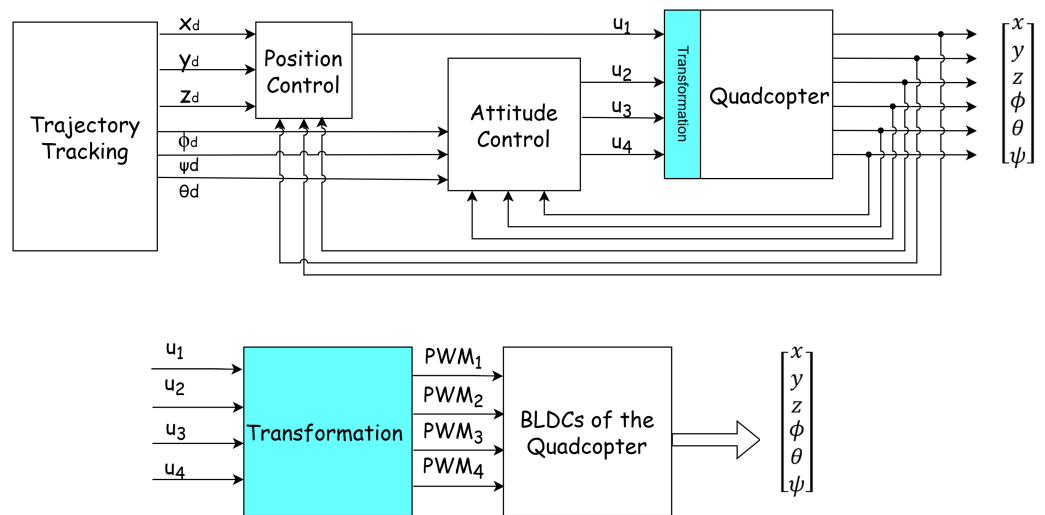 Trajectory
Tracking
xd
yd
zd
ϕd
ψd
θd
Position
Control
Attitude
Control
u1
u2
u3
u4
Transformation
Quadcopter
x
y
z
ϕ
θ
ψ
u1
u2
u3
u4
Transformation
PWM1
PWM2
PWM3
PWM4
BLDCs of the
Quadcopter
x
y
z
ϕ
θ
ψ